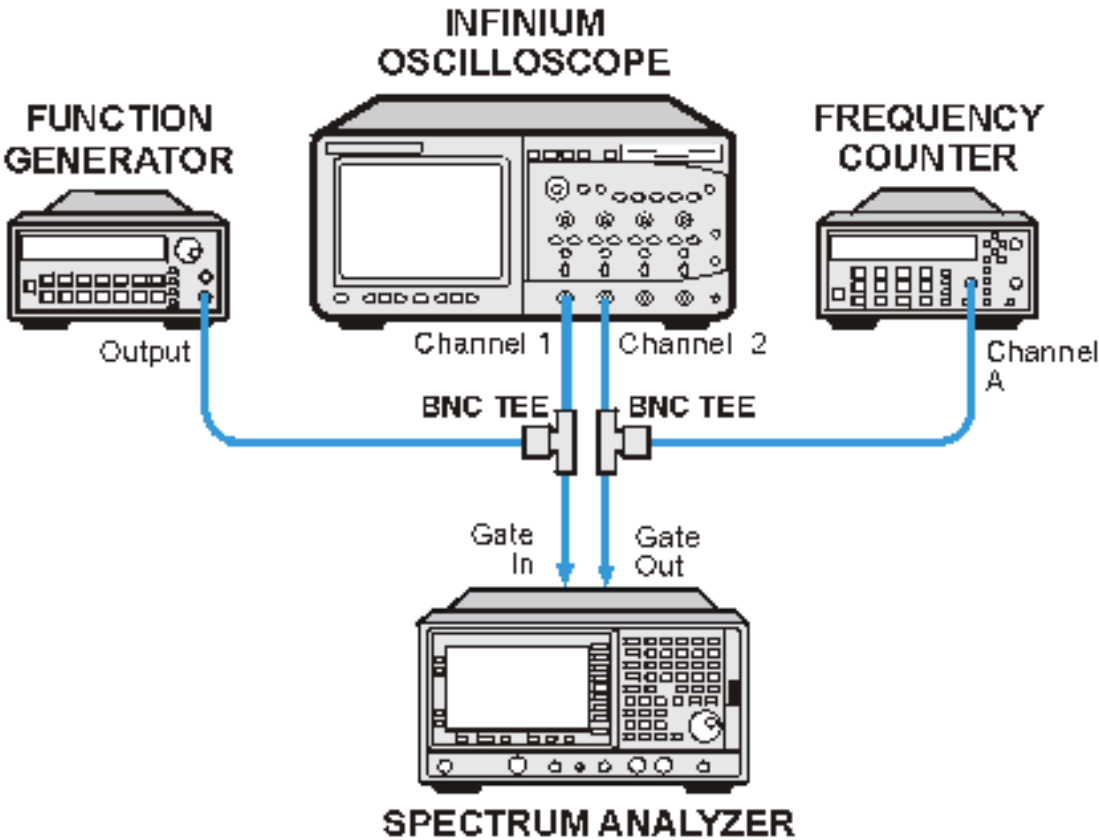 INFINIUM
OSCILLOSCOPE
FUNCTION
GENERATOR
FREQUENCY
COUNTER
Output
Channel 1
Channel 2
Channel
A
BNC TEE
BNC TEE
Gate
In
Gate
Out
SPECTRUM ANALYZER